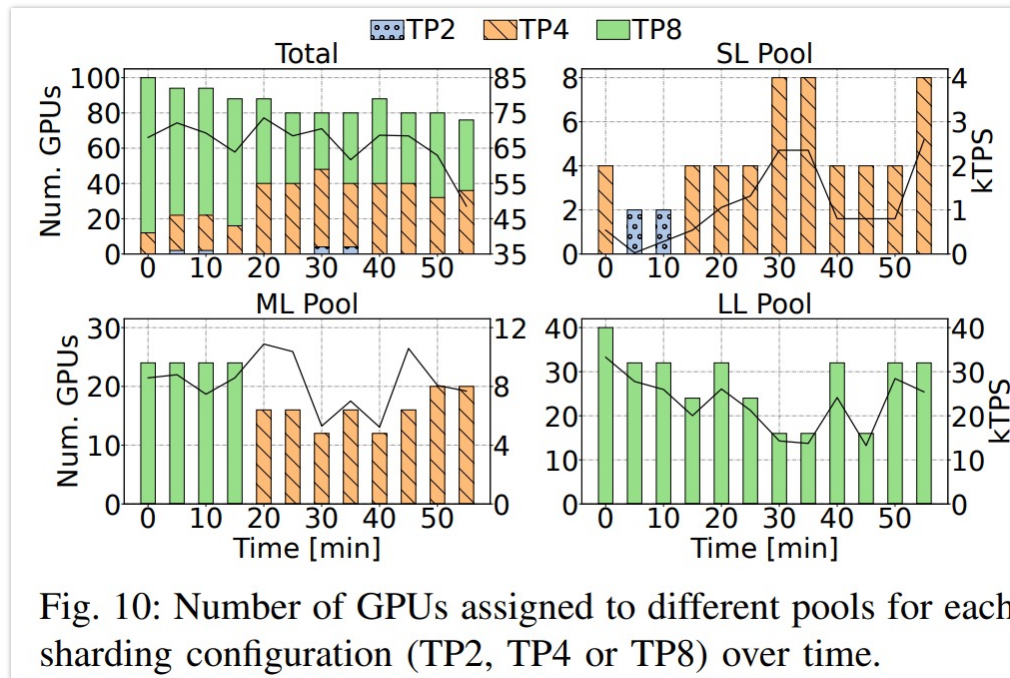 TP2 TP4 TP8
Total
SL Pool
100
80
60
40
20
0
Num. GPUs
85
75
65
55
45
35
0 10 20 30 40 50
8
6
4
2
0
4
3
2
1
0
kTPS
0 10 20 30 40 50
ML Pool
LL Pool
30
20
10
0
Num. GPUs
12
8
4
0
0 10 20 30 40 50
Time [min]
40
30
20
10
0
40
30
20
10
0
kTPS
0 10 20 30 40 50
Time [min]
Fig. 10: Number of GPUs assigned to different pools for each
sharding configuration (TP2, TP4 or TP8) over time.